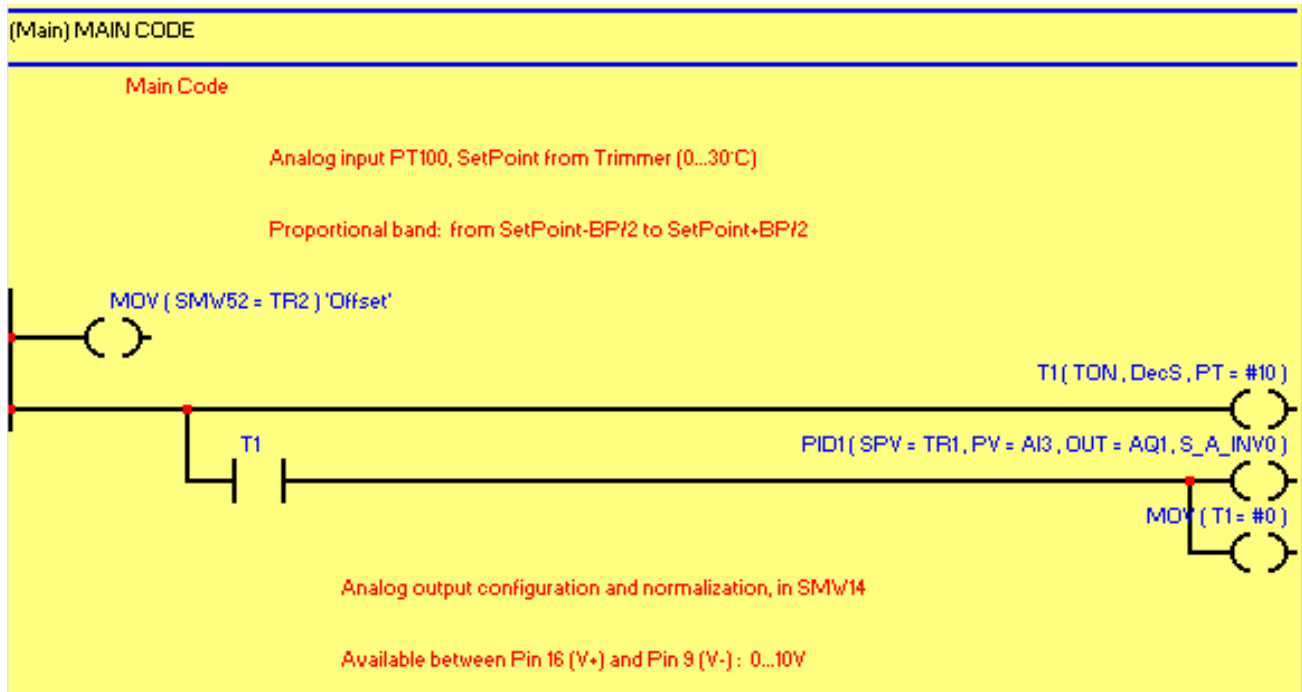 (Main) MAIN CODE
Main Code
Analog input PT100, SetPoint from Trimmer (0...30°C)
Proportional band: from SetPoint-BP/2 to SetPoint+BP/2
MOV ( SMW52 = TR2 ) 'Offset'
T1 ( TON , DecS , PT = #10 )
T1
PID1 ( SPV = TR1 , PV = AI3 , OUT = AQ1 , S_A_INV0 )
MOV ( T1 = #0 )
Analog output configuration and normalization, in SMW14
Available between Pin 16 (V+) and Pin 9 (V-) : 0...10V